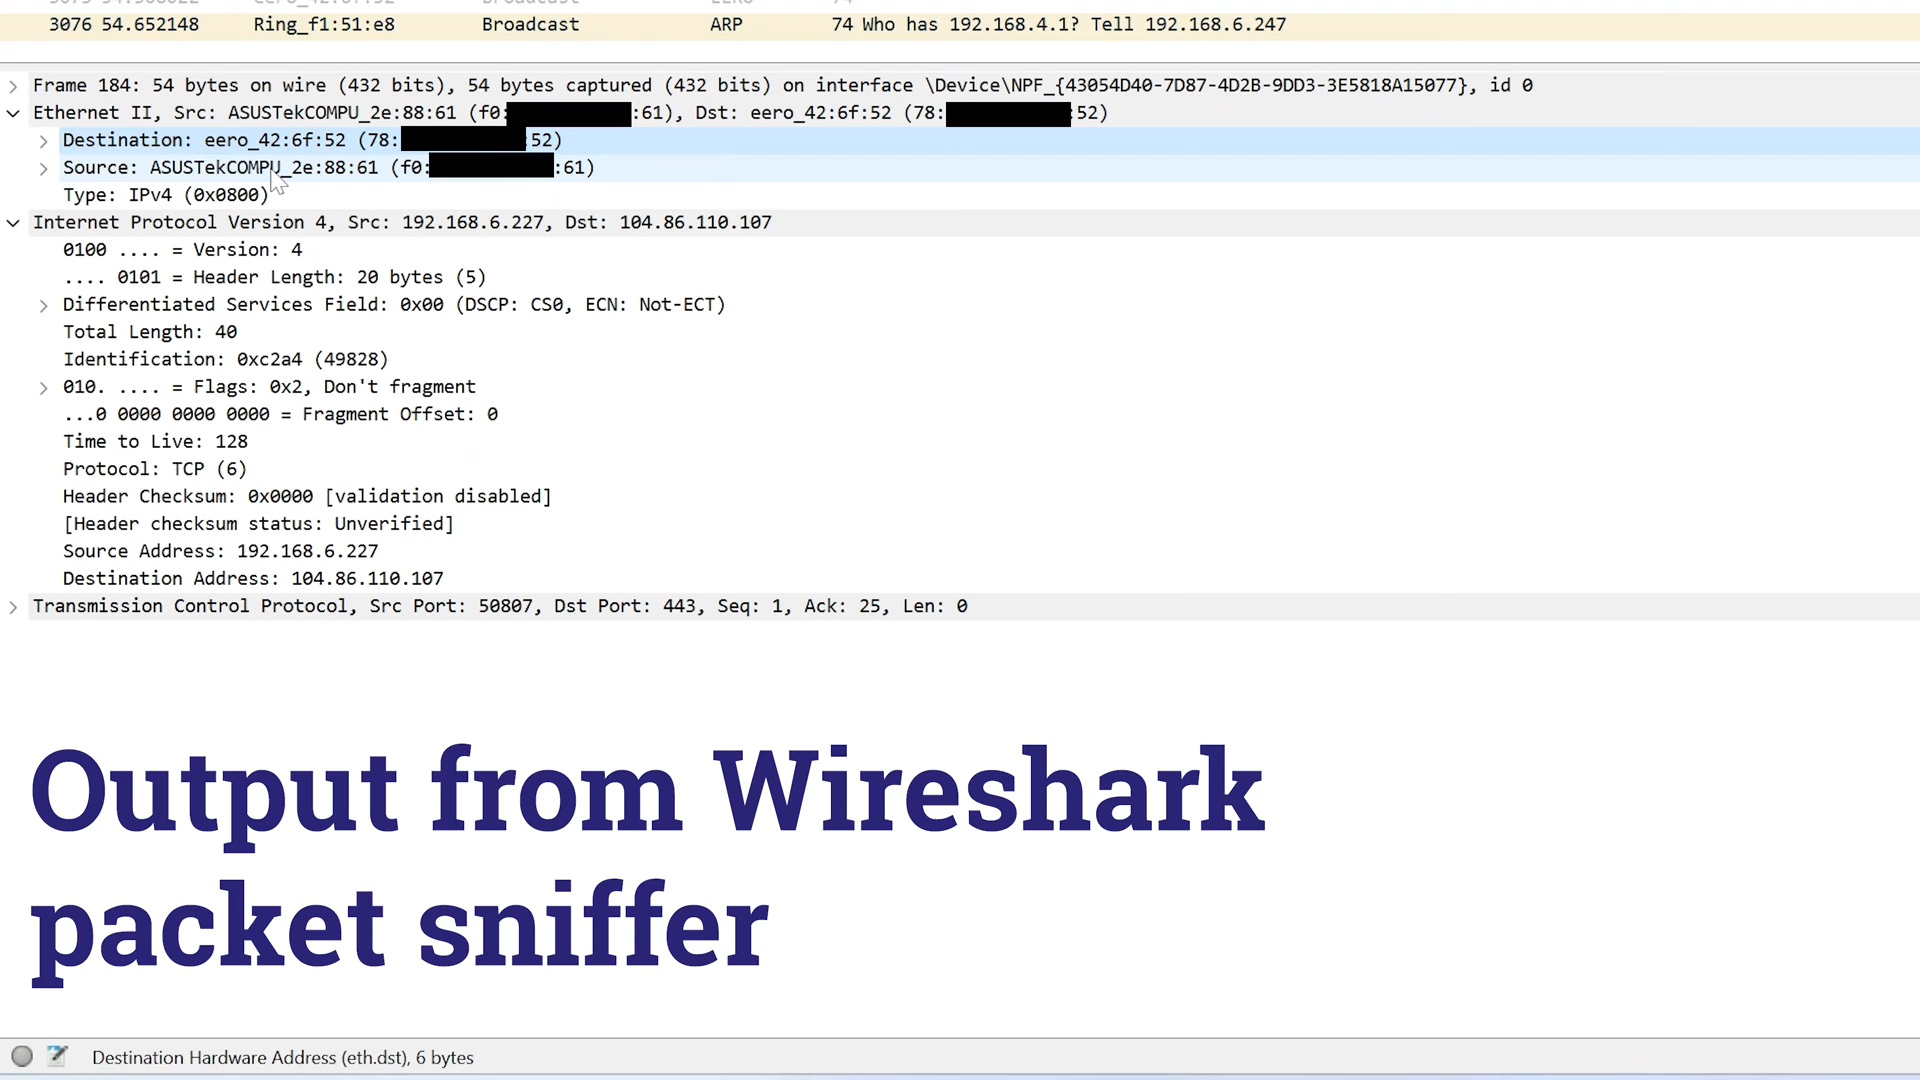 3076 54.652148 Ring_f1:51:e8 Broadcast ARP 74 Who has 192.168.4.1? Tell 192.168.6.247
Frame 184: 54 bytes on wire (432 bits), 54 bytes captured (432 bits) on interface \Device\NPF_{43054D40-7D87-4D2B-9DD3-3E5818A15077}, id 0
Ethernet II, Src: ASUSTekCOMPU_2e:88:61 (f0: :61), Dst: eero_42:6f:52 (78: :52)
Destination: eero_42:6f:52 (78: :52)
Source: ASUSTekCOMPU_2e:88:61 (f0: :61)
Type: IPv4 (0x0800)
Internet Protocol Version 4, Src: 192.168.6.227, Dst: 104.86.110.107
0100 .... = Version: 4
.... 0101 = Header Length: 20 bytes (5)
Differentiated Services Field: 0x00 (DSCP: CS0, ECN: Not-ECT)
Total Length: 40
Identification: 0xc2a4 (49828)
010. .... = Flags: 0x2, Don't fragment
...0 0000 0000 0000 = Fragment Offset: 0
Time to Live: 128
Protocol: TCP (6)
Header Checksum: 0x0000 [validation disabled]
[Header checksum status: Unverified]
Source Address: 192.168.6.227
Destination Address: 104.86.110.107
Transmission Control Protocol, Src Port: 50807, Dst Port: 443, Seq: 1, Ack: 25, Len: 0
Output from Wireshark
packet sniffer
Destination Hardware Address (eth.dst), 6 bytes